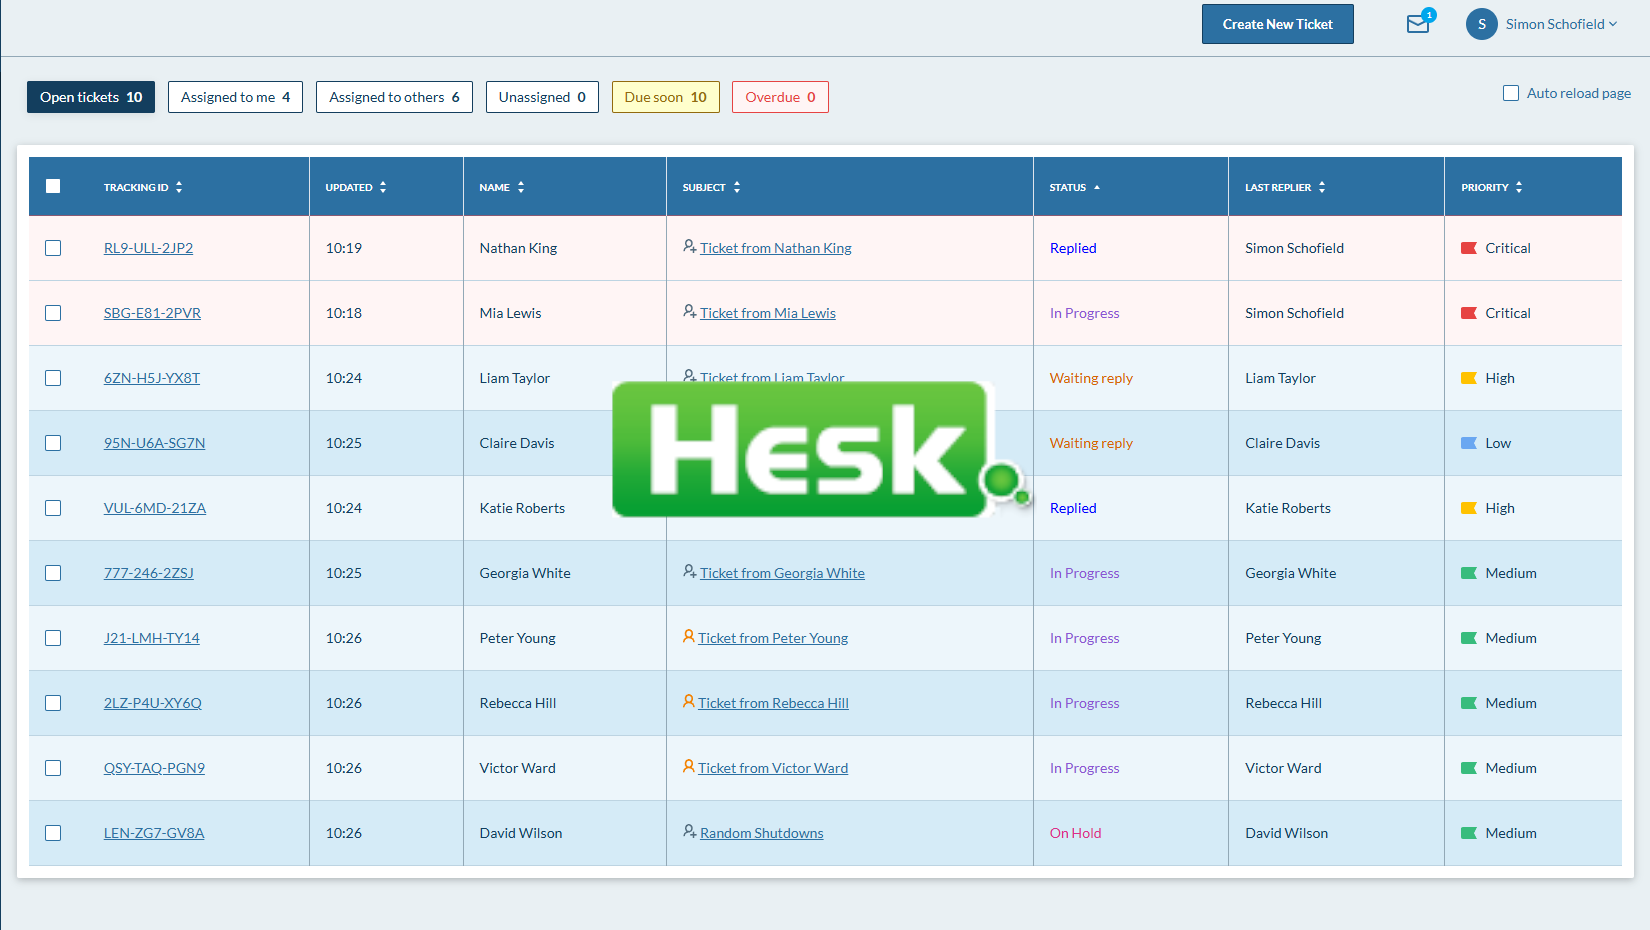 Create New Ticket 1 S Simon Schofield
Open tickets 10 Assigned to me 4 Assigned to others 6 Unassigned 0 Due soon 10 Overdue 0 Auto reload page
TRACKING ID UPDATED NAME SUBJECT STATUS LAST REPLIER PRIORITY
RL9-ULL-2JP2 10:19 Nathan King Ticket from Nathan King Replied Simon Schofield Critical
SBG-E81-2PVR 10:18 Mia Lewis Ticket from Mia Lewis In Progress Simon Schofield Critical
6ZN-H5J-YX8T 10:24 Liam Taylor Ticket from Liam Taylor Waiting reply Liam Taylor High
95N-U6A-SG7N 10:25 Claire Davis Waiting reply Claire Davis Low
Hesk
VUL-6MD-21ZA 10:24 Katie Roberts Replied Katie Roberts High
777-246-2ZSJ 10:25 Georgia White Ticket from Georgia White In Progress Georgia White Medium
J21-LMH-TY14 10:26 Peter Young Ticket from Peter Young In Progress Peter Young Medium
2LZ-P4U-XY6Q 10:26 Rebecca Hill Ticket from Rebecca Hill In Progress Rebecca Hill Medium
QSY-TAQ-PGN9 10:26 Victor Ward Ticket from Victor Ward In Progress Victor Ward Medium
LEN-ZG7-GV8A 10:26 David Wilson Random Shutdowns On Hold David Wilson Medium